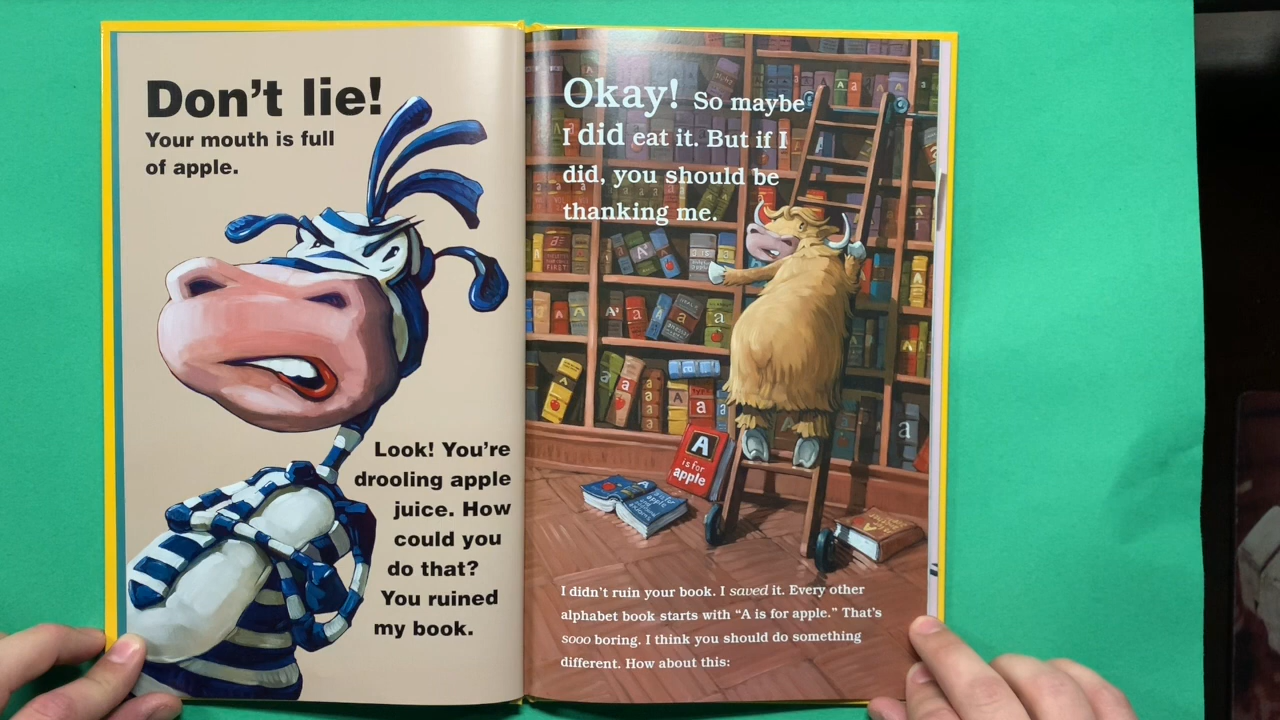 Don't lie!
Your mouth is full
of apple.
Look! You're
drooling apple
juice. How
could you
do that?
You ruined
my book.
Okay! So maybe
I did eat it. But if I
did, you should be
thanking me.
A
is for
apple
I didn't ruin your book. I saved it. Every other
alphabet book starts with “A is for apple.” That's
sooo boring. I think you should do something
different. How about this: